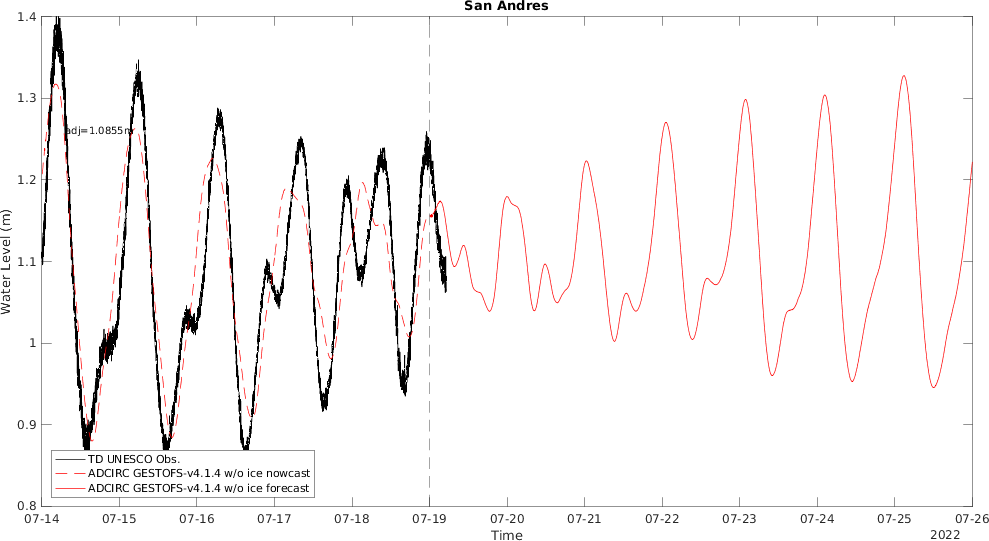 San Andres
1.4
1.3
1.2
1.1
1
0.9
0.8
Water Level (m)
adj=1.0855m
TD UNESCO Obs.
ADCIRC GESTOFS-v4.1.4 w/o ice nowcast
ADCIRC GESTOFS-v4.1.4 w/o ice forecast
07-14 07-15 07-16 07-17 07-18 07-19 07-20 07-21 07-22 07-23 07-24 07-25 07-26
Time
2022